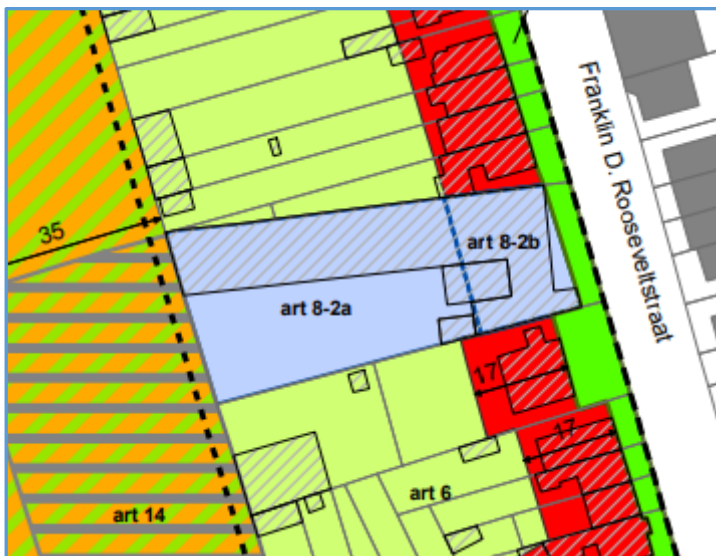 Franklin D. Rooseveltstraat
35
art 8-2b
art 8-2a
17
17
art 6
art 14